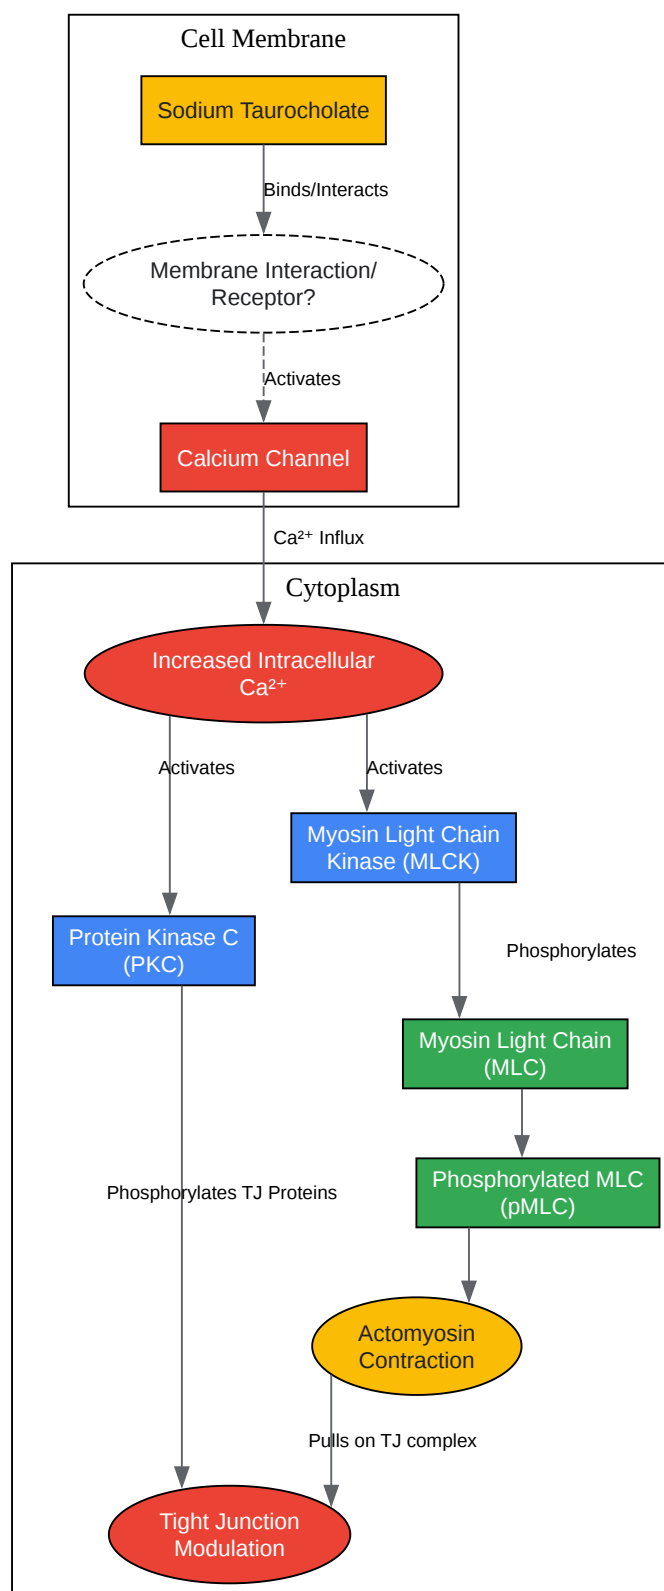 Cell Membrane
Sodium Taurocholate
Binds/Interacts
Membrane Interaction/
Receptor?
Activates
Calcium Channel
Ca²⁺ Influx
Cytoplasm
Increased Intracellular
Ca²⁺
Activates
Activates
Myosin Light Chain
Kinase (MLCK)
Protein Kinase C
(PKC)
Phosphorylates
Myosin Light Chain
(MLC)
Phosphorylates TJ Proteins
Phosphorylated MLC
(pMLC)
Actomyosin
Contraction
Pulls on TJ complex
Tight Junction
Modulation